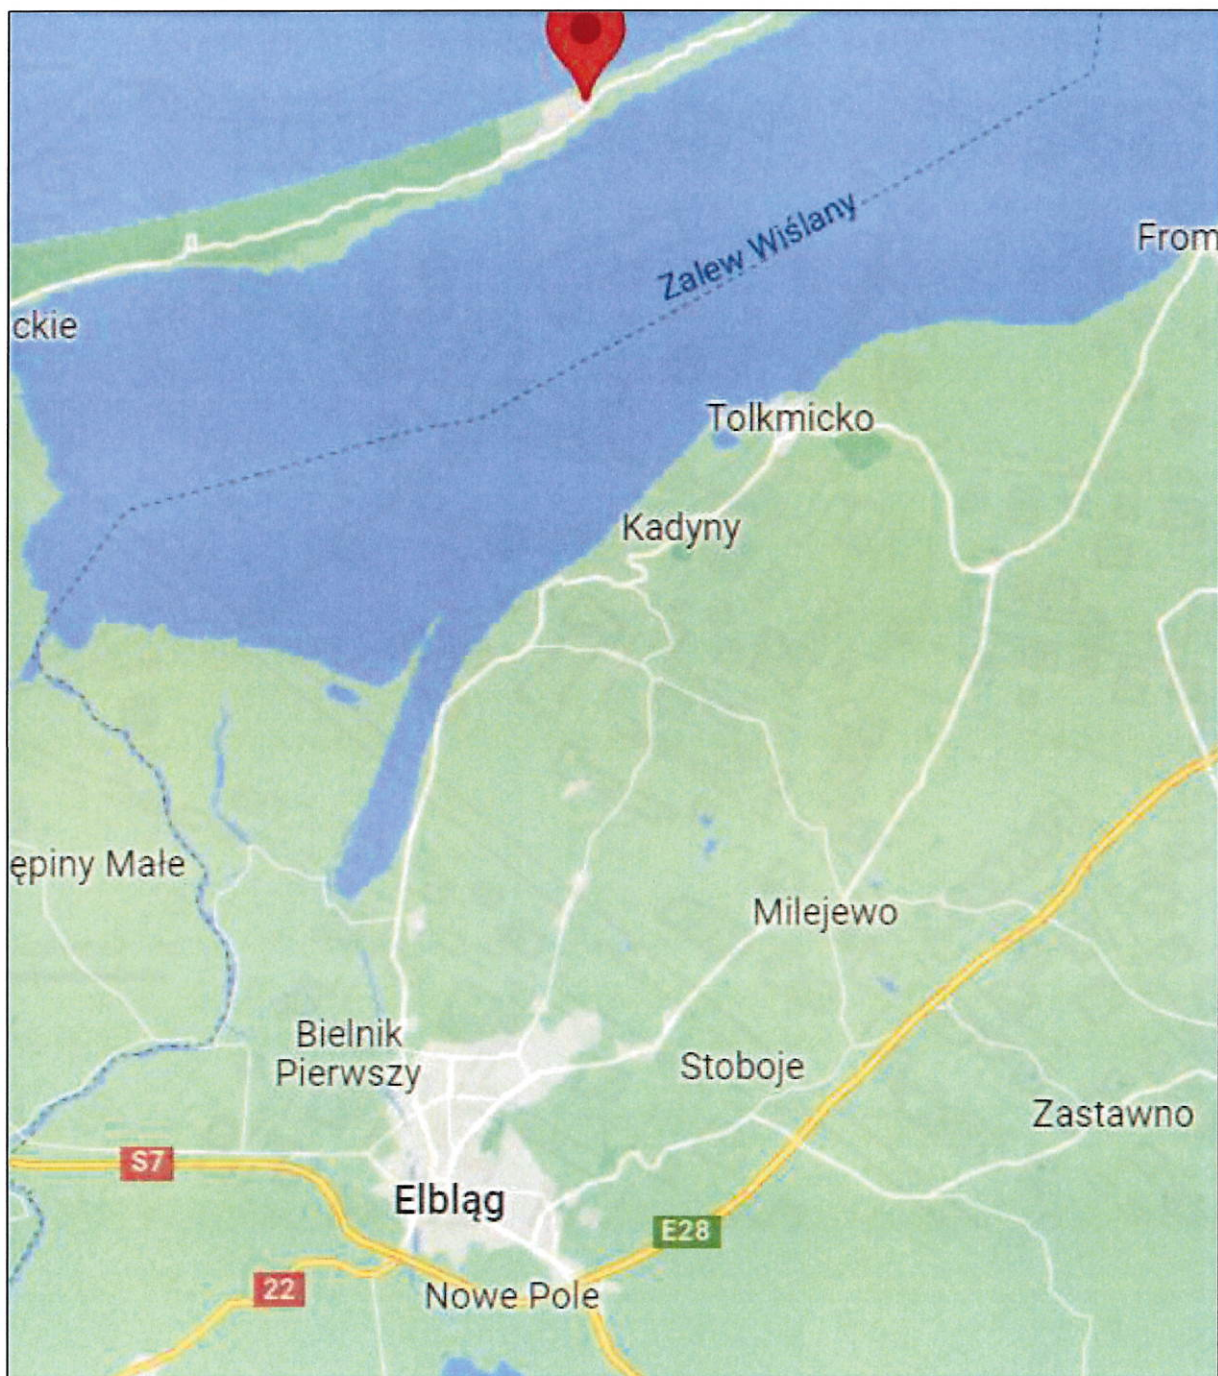 Zalew Wiślany
From
ckie
Tolkmicko
Kadyny
ępiny Małe
Milejewo
Bielnik
Pierwszy
Stoboje
Zastawno
S7
Elbląg
E28
22
Nowe Pole